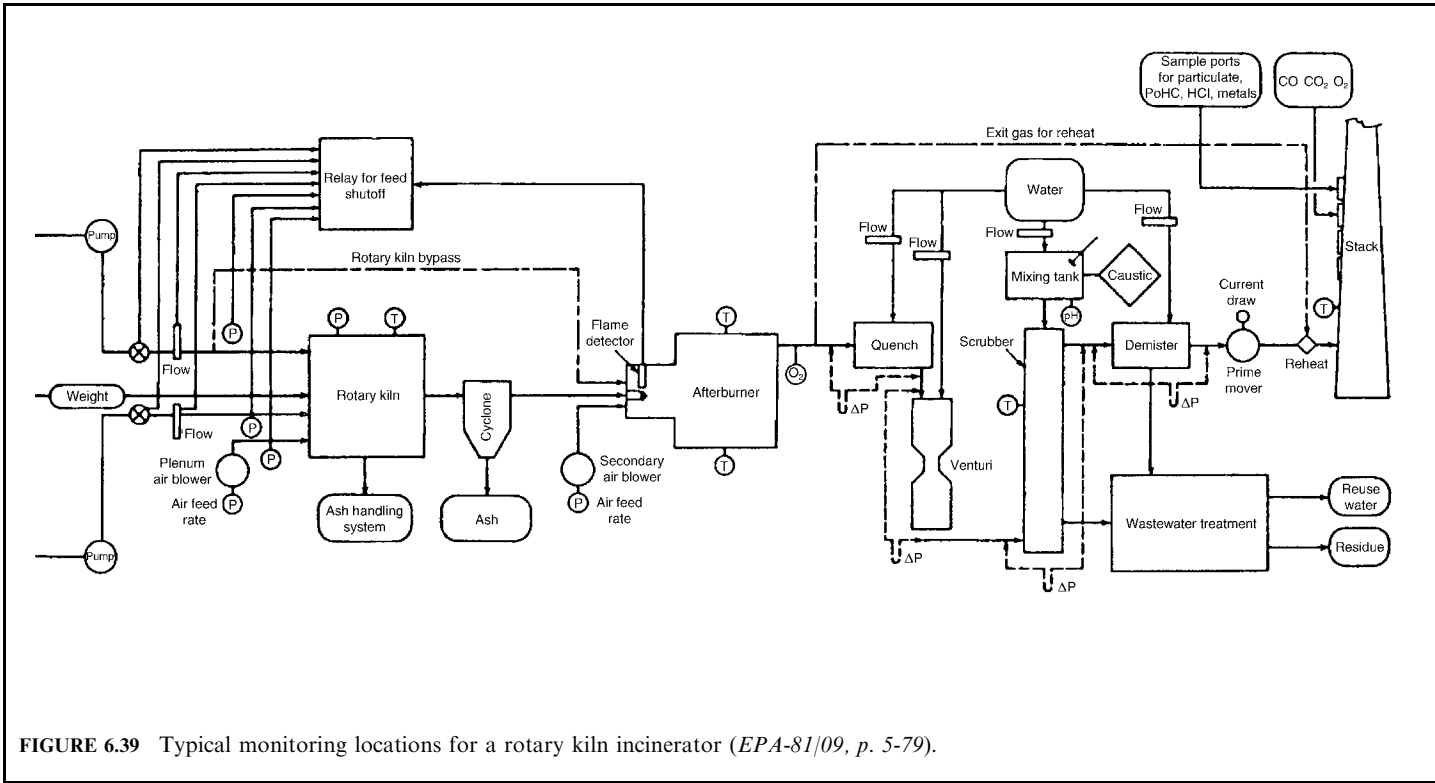 Sample ports
for particulate,
PoHC, HCl, metals
CO CO₂ O₂
Exit gas for reheat
Relay for feed
shutoff
Water
Flow
Flow
Flow
Flow
Pump
Rotary kiln bypass
Mixing tank
Caustic
Stack
Current
draw
P
P
T
Flame
detector
T
pH
T
Flow
Quench
Scrubber
Demister
O₂
Prime
mover
Reheat
Weight
Rotary kiln
Cyclone
Afterburner
ΔP
T
ΔP
Flow
P
P
Plenum
air blower
Secondary
air blower
T
Venturi
Air feed
rate
P
Ash handling
system
Ash
P
Air feed
rate
Wastewater treatment
Reuse
water
Residue
Pump
ΔP
ΔP
FIGURE 6.39 Typical monitoring locations for a rotary kiln incinerator (EPA-81/09, p. 5-79).